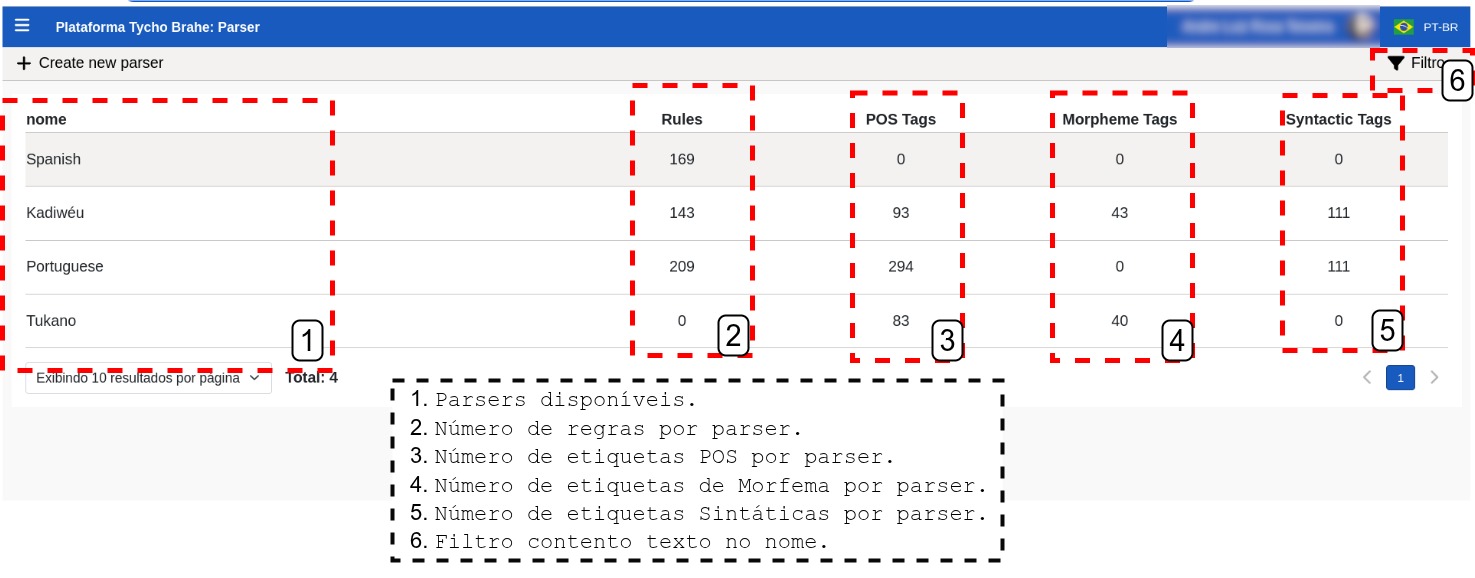 Plataforma Tycho Brahe: Parser
PT-BR
Create new parser
Filtro
6
nome Rules POS Tags Morpheme Tags Syntactic Tags
Spanish 169 0 0 0
Kadiwéu 143 93 43 111
Portuguese 209 294 0 111
Tukano 0 83 40 0
1 2 3 4 5
Exibindo 10 resultados por página Total: 4 1
1. Parsers disponíveis.
2. Número de regras por parser.
3. Número de etiquetas POS por parser.
4. Número de etiquetas de Morfema por parser.
5. Número de etiquetas Sintáticas por parser.
6. Filtro contento texto no nome.